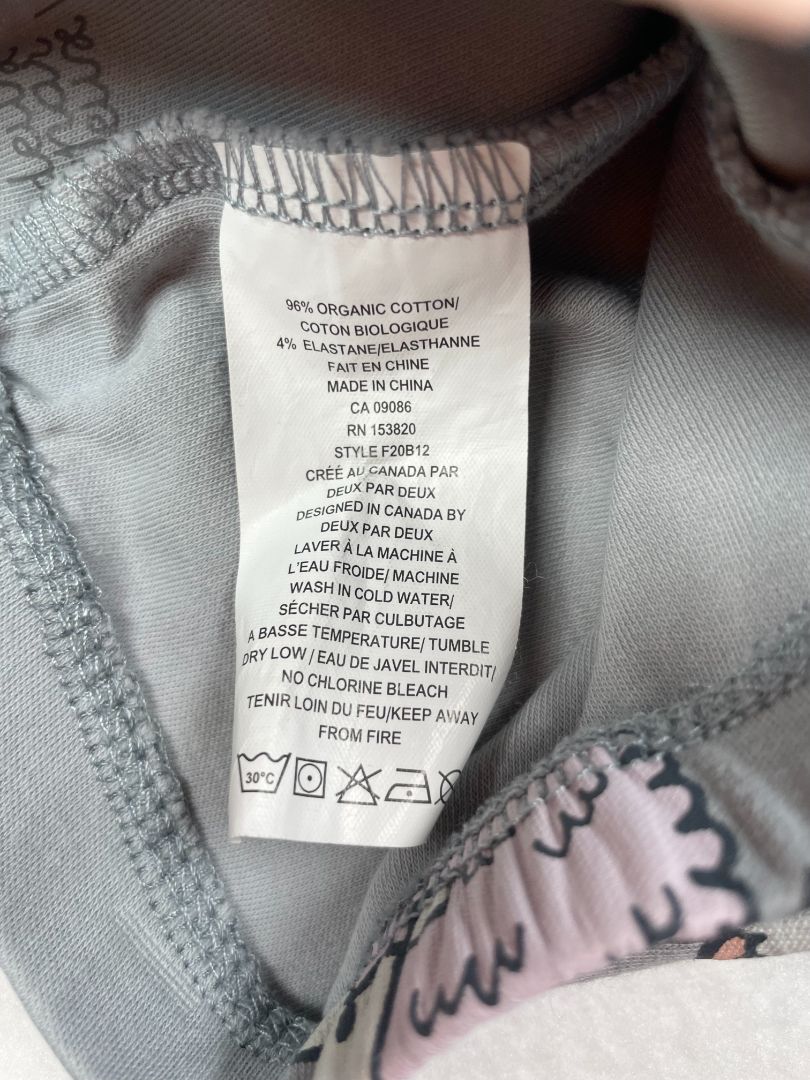 96% ORGANIC COTTON/
COTON BIOLOGIQUE
4% ELASTANE/ELASTHANNE
FAIT EN CHINE
MADE IN CHINA
CA 09086
RN 153820
STYLE F20B12
CRÉÉ AU CANADA PAR
DEUX PAR DEUX
DESIGNED IN CANADA BY
DEUX PAR DEUX
LAVER À LA MACHINE À
L'EAU FROIDE/ MACHINE
WASH IN COLD WATER/
SÉCHER PAR CULBUTAGE
A BASSE TEMPERATURE/ TUMBLE
DRY LOW / EAU DE JAVEL INTERDIT/
NO CHLORINE BLEACH
TENIR LOIN DU FEU/KEEP AWAY
FROM FIRE
30°C